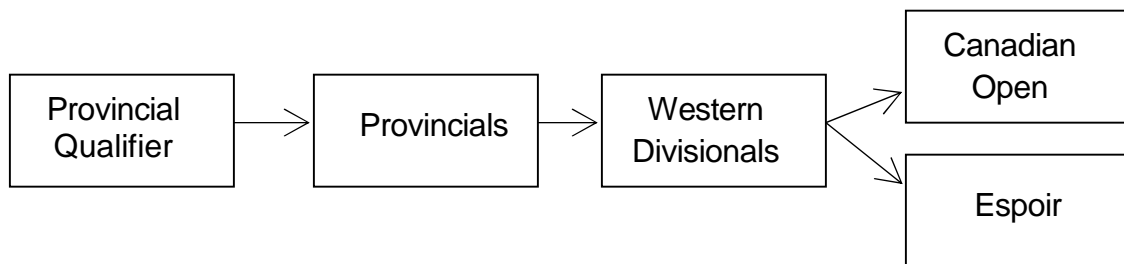 Provincial
Qualifier
Provincials
Western
Divisionals
Canadian
Open
Espoir